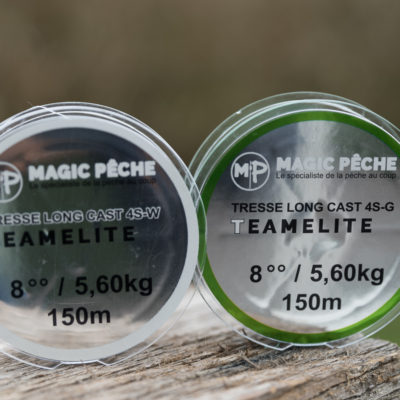 MP MAGIC PÊCHE
Le spécialiste de la pêche au coup
TRESSE LONG CAST 4S-W
TEAMELITE
8°° / 5,60kg
150m
MP MAGIC PÊCHE
Le spécialiste de la pêche au coup
TRESSE LONG CAST 4S-G
TEAMELITE
8°° / 5,60kg
150m